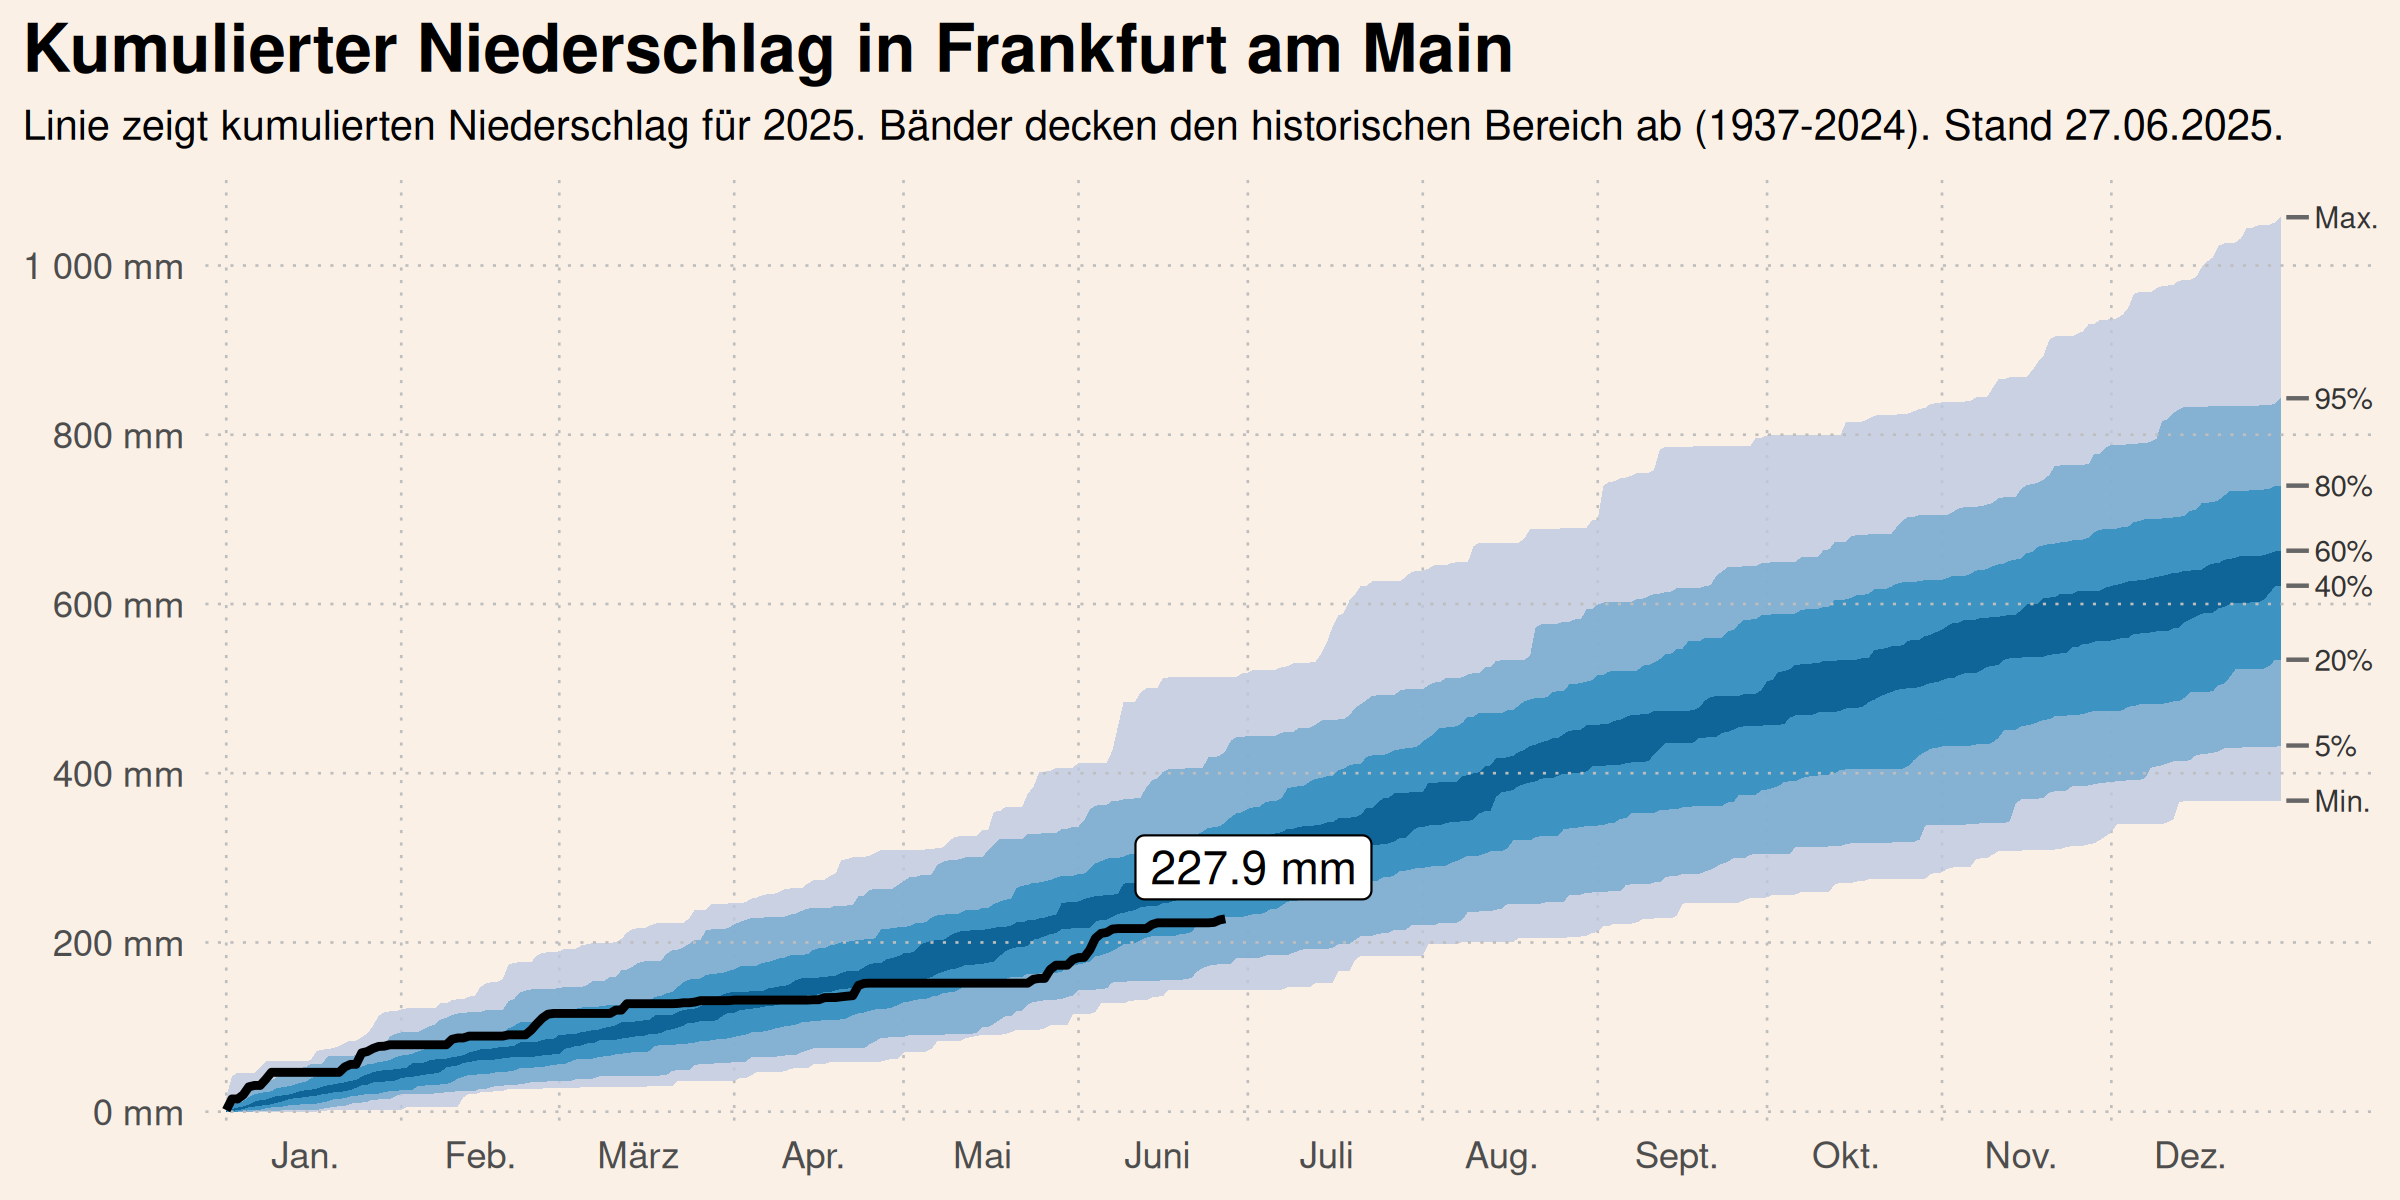 Kumulierter Niederschlag in Frankfurt am Main
Linie zeigt kumulierten Niederschlag für 2025. Bänder decken den historischen Bereich ab (1937-2024). Stand 27.06.2025.
Max.
1 000 mm
95%
800 mm
80%
60%
40%
600 mm
20%
5%
400 mm
Min.
227.9 mm
200 mm
0 mm
Jan. Feb. März Apr. Mai Juni Juli Aug. Sept. Okt. Nov. Dez.